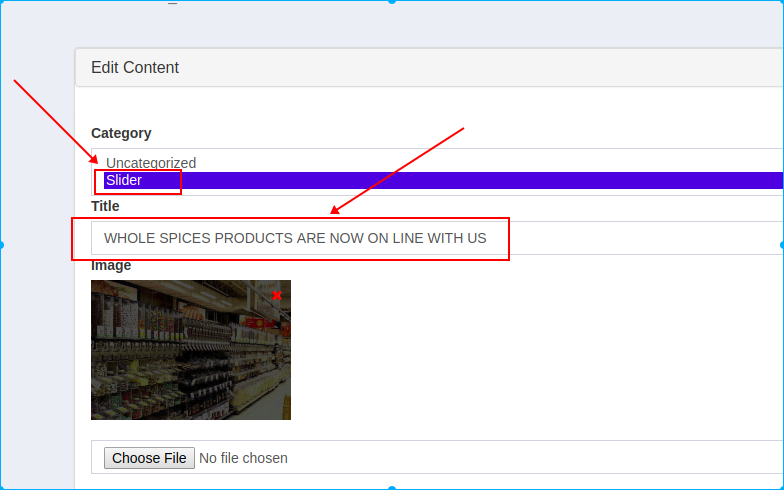 Edit Content
Category
Uncategorized
Slider
Title
WHOLE SPICES PRODUCTS ARE NOW ON LINE WITH US
Image
Choose File No file chosen